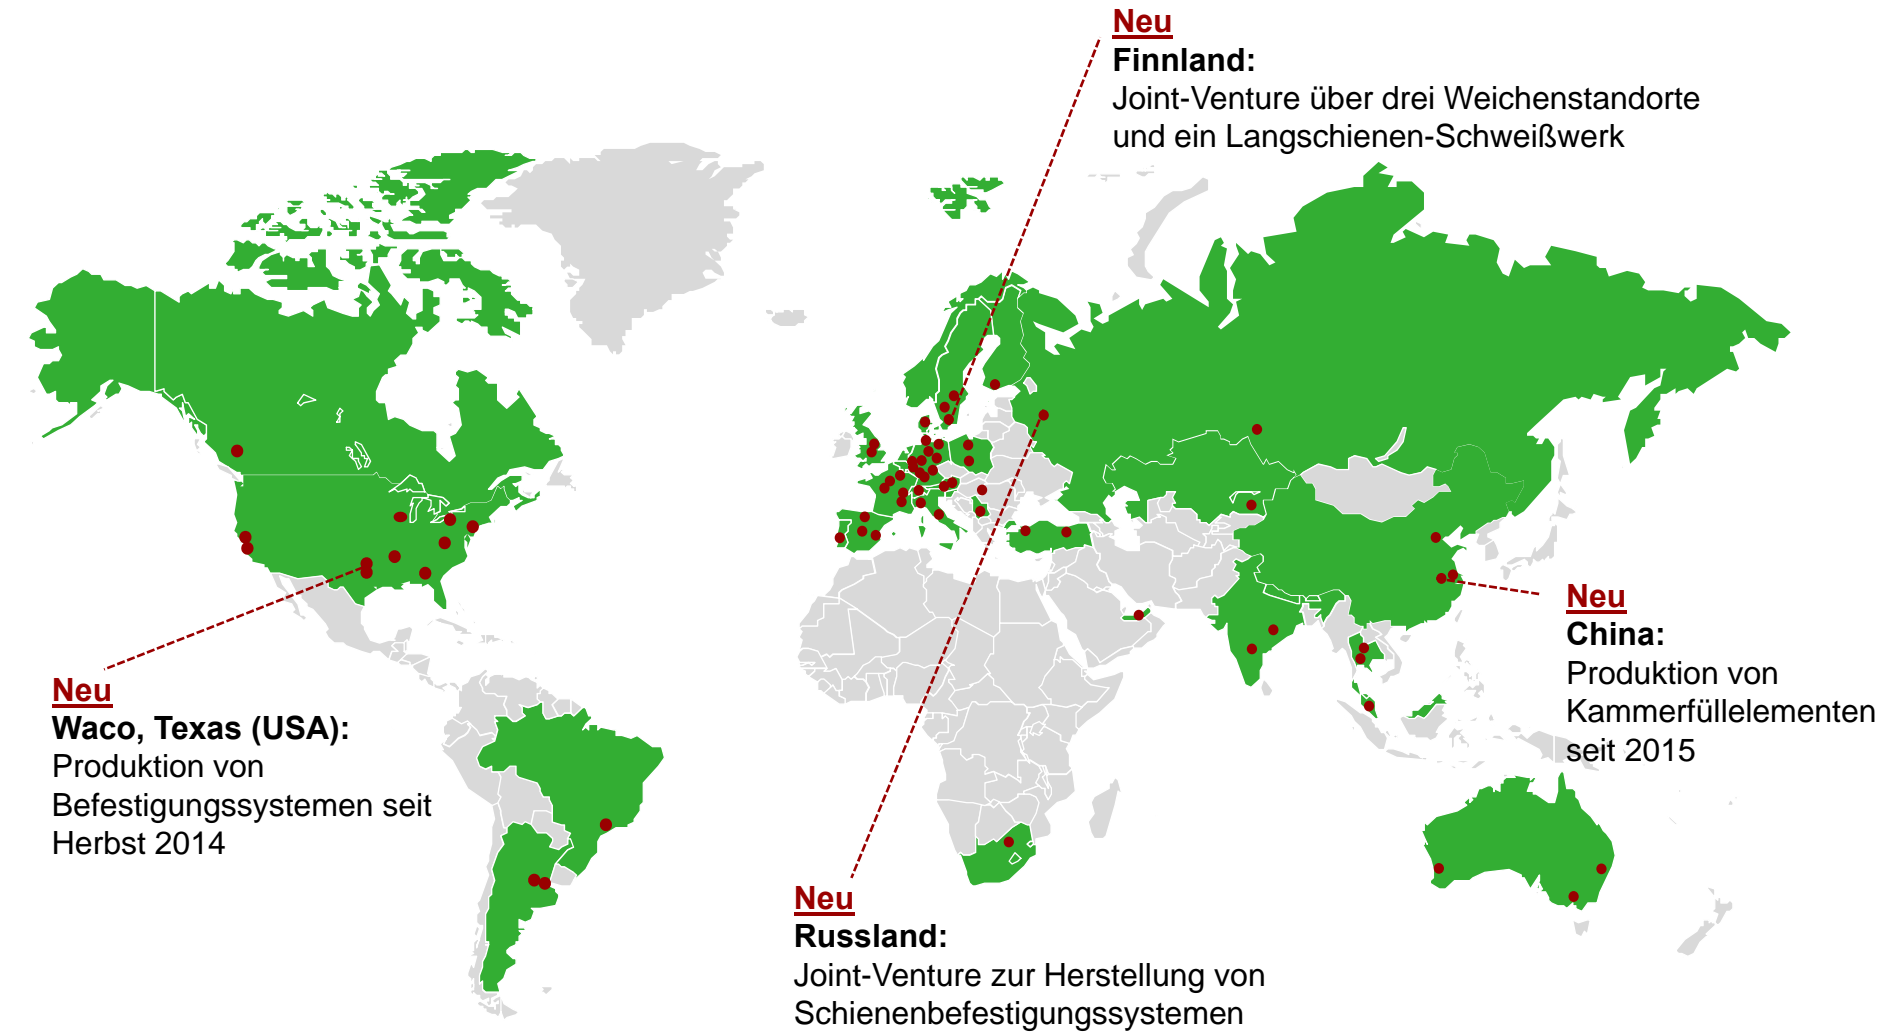 Neu
Finnland:
Joint-Venture über drei Weichenstandorte
und ein Langschienen-Schweißwerk
Neu
Waco, Texas (USA):
Produktion von
Befestigungssystemen seit
Herbst 2014
Neu
China:
Produktion von
Kammerfüllelementen
seit 2015
Neu
Russland:
Joint-Venture zur Herstellung von
Schienenbefestigungssystemen